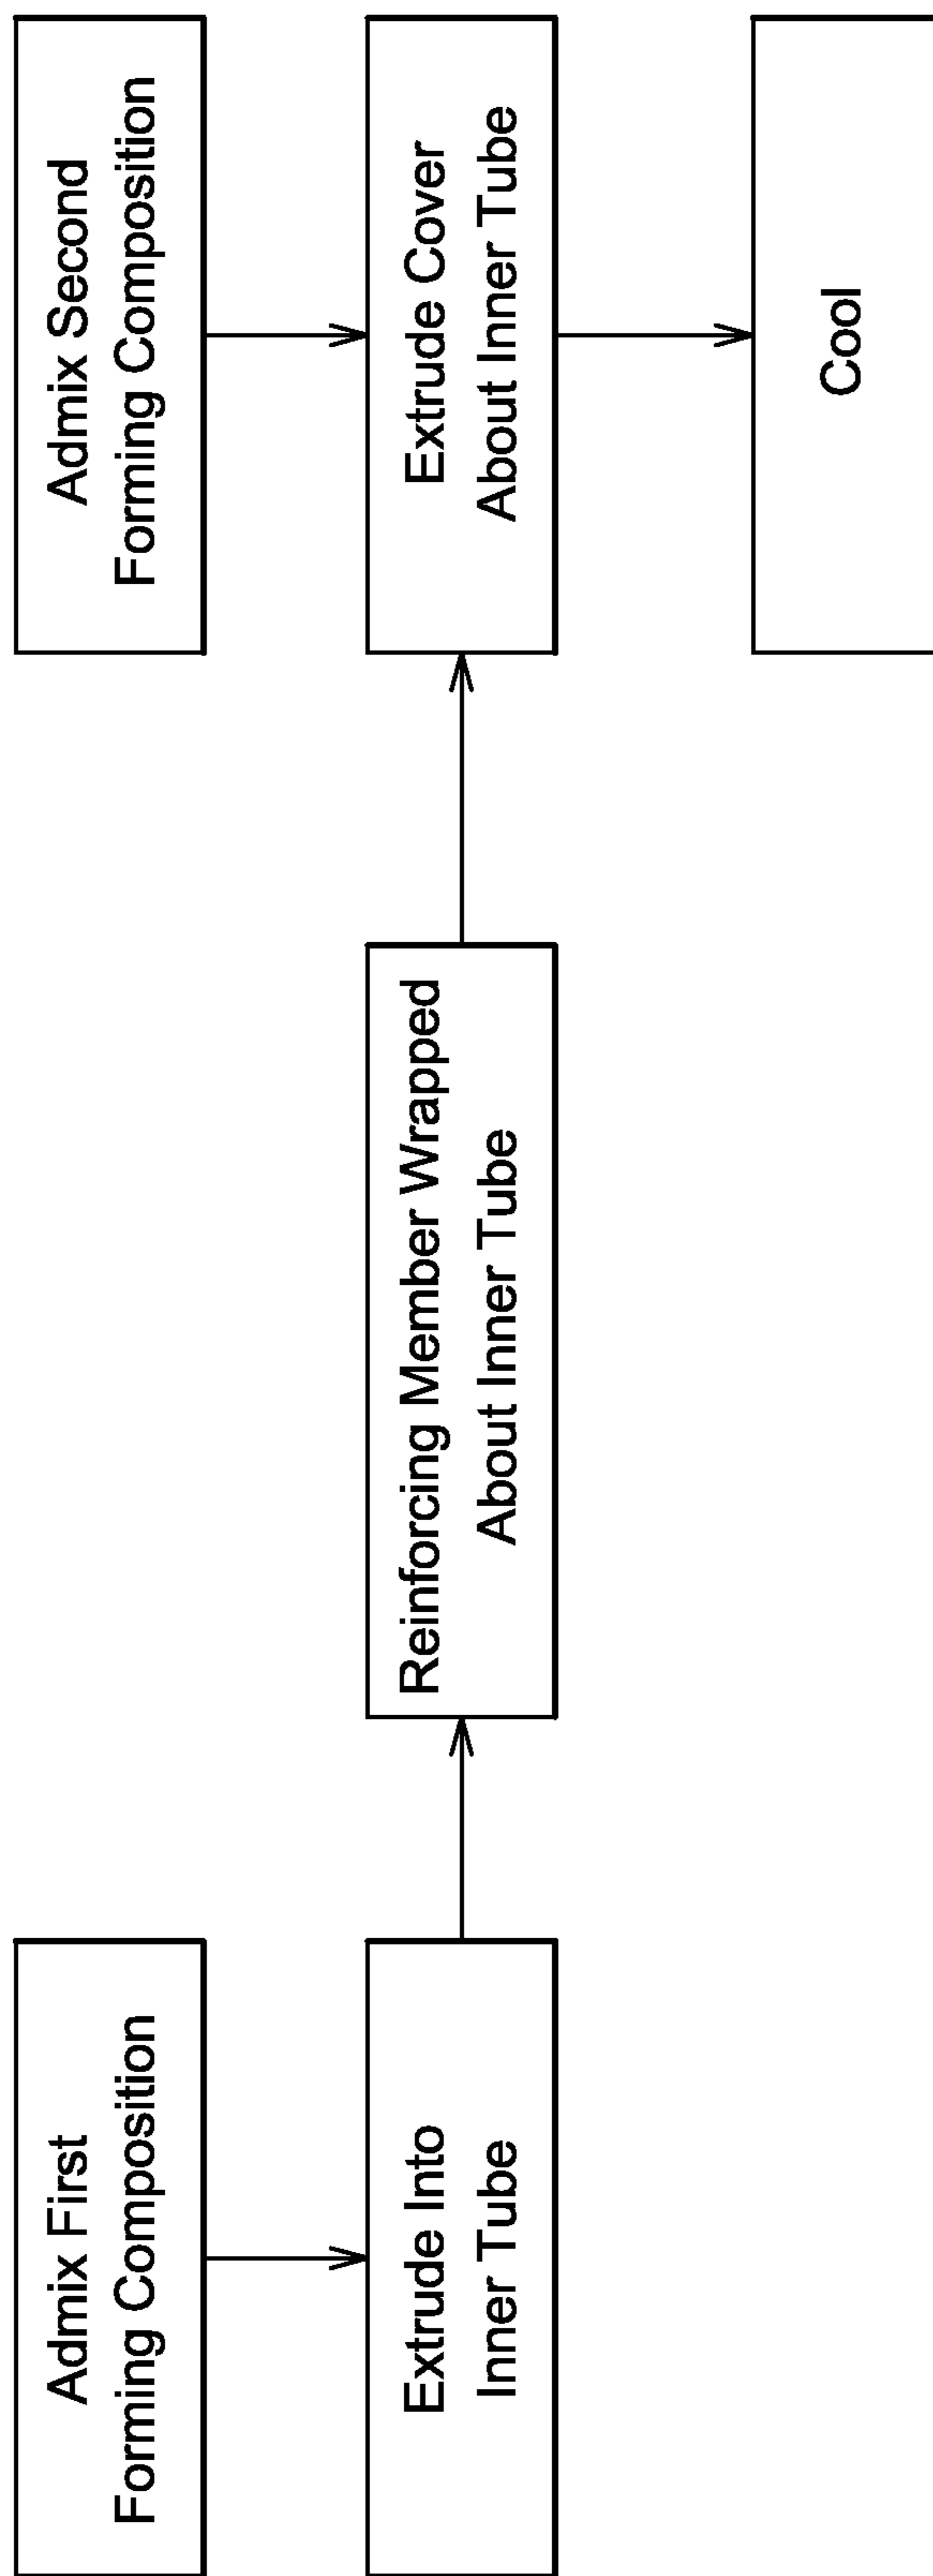 Admix First
Forming Composition
Extrude Into
Inner Tube
Reinforcing Member Wrapped
About Inner Tube
Admix Second
Forming Composition
Extrude Cover
About Inner Tube
Cool